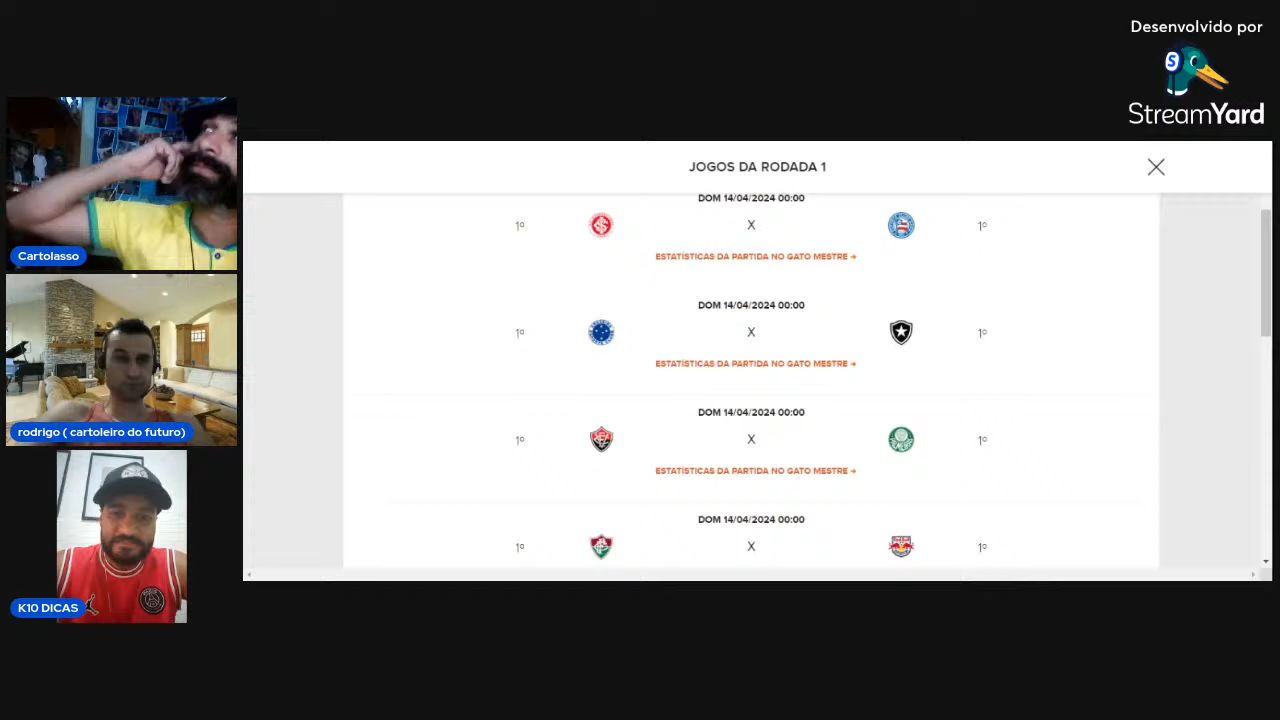 Desenvolvido por
StreamYard
JOGOS DA RODADA 1
DOM 14/04/2024 00:00
1º X 1º
ESTATÍSTICAS DA PARTIDA NO GATO MESTRE →
DOM 14/04/2024 00:00
1º X 1º
ESTATÍSTICAS DA PARTIDA NO GATO MESTRE →
DOM 14/04/2024 00:00
1º X 1º
ESTATÍSTICAS DA PARTIDA NO GATO MESTRE →
DOM 14/04/2024 00:00
1º X 1º
Cartolasso
rodrigo ( cartoleiro do futuro)
K10 DICAS